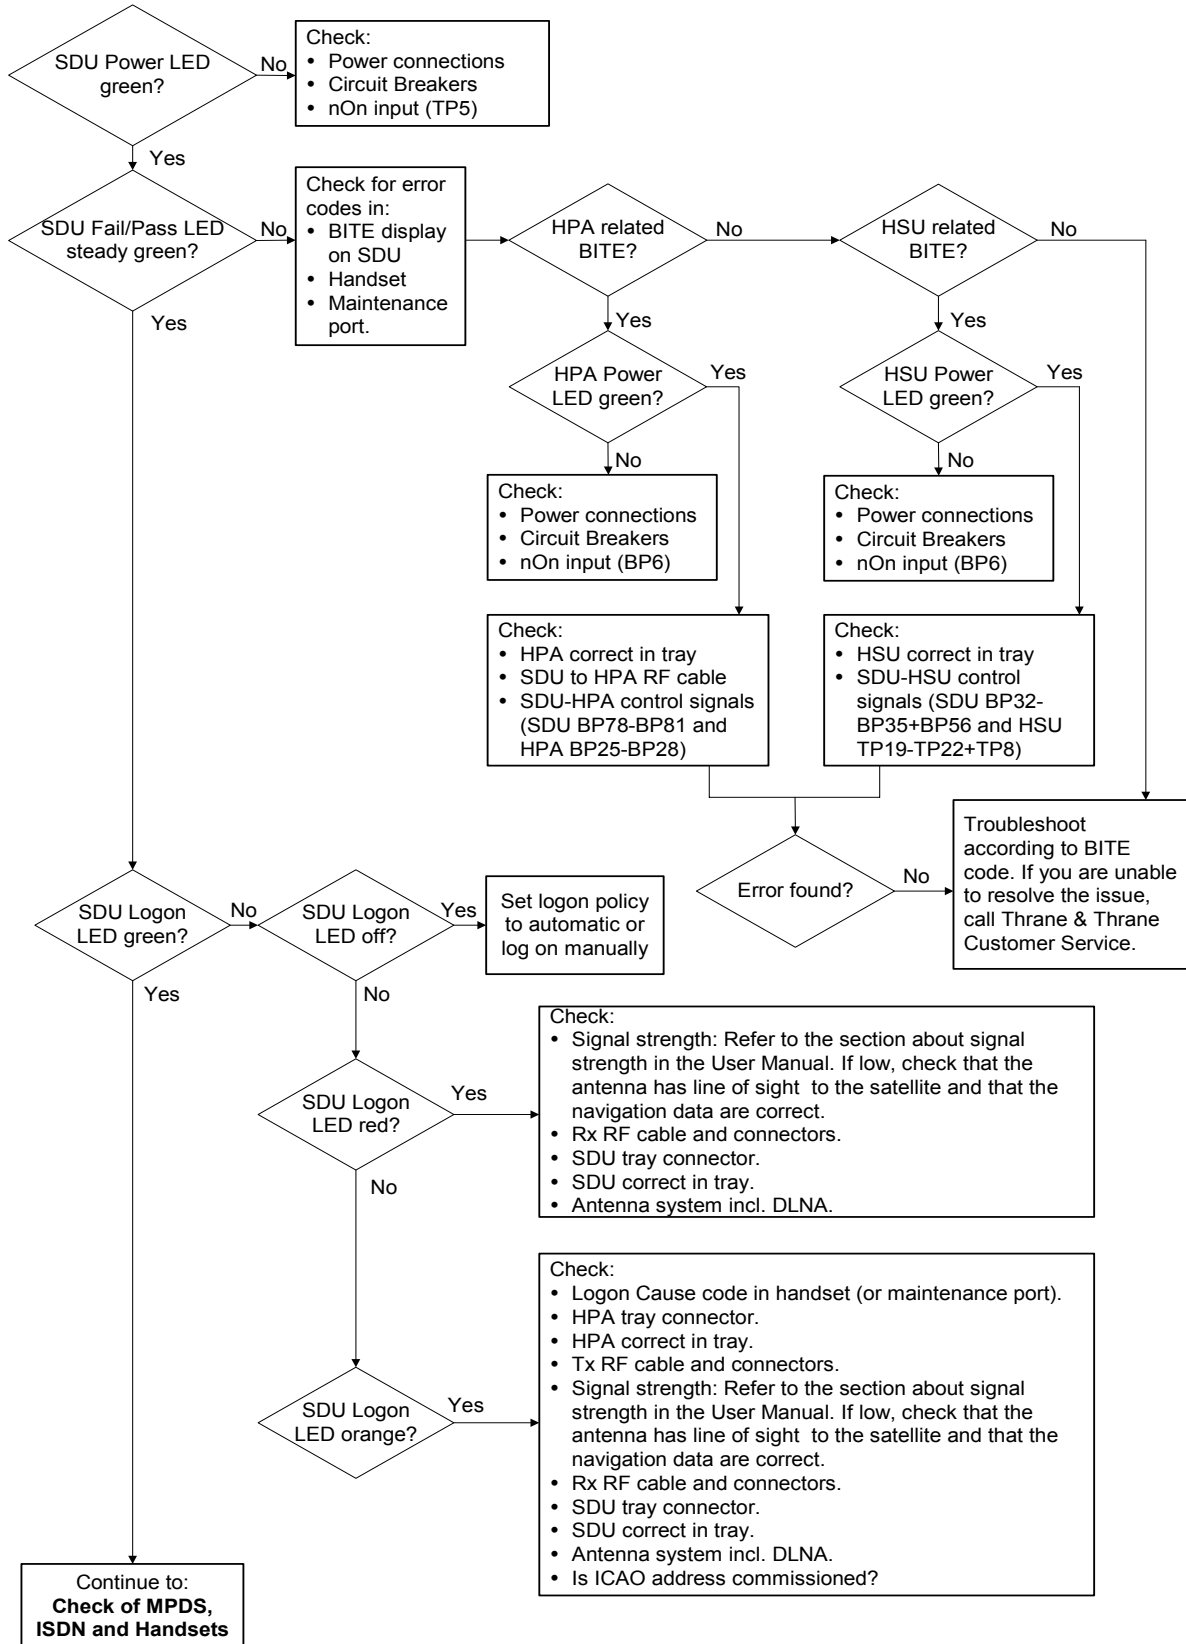 SDU Power LED
green?
No
Check:
• Power connections
• Circuit Breakers
• nOn input (TP5)
Yes
SDU Fail/Pass LED
steady green?
No
Check for error
codes in:
• BITE display
on SDU
• Handset
• Maintenance
port.
HPA related
BITE?
No
HSU related
BITE?
No
Yes
Yes
Yes
HPA Power
LED green?
Yes
HSU Power
LED green?
Yes
No
No
Check:
• Power connections
• Circuit Breakers
• nOn input (BP6)
Check:
• Power connections
• Circuit Breakers
• nOn input (BP6)
Check:
• HPA correct in tray
• SDU to HPA RF cable
• SDU-HPA control signals
(SDU BP78-BP81 and
HPA BP25-BP28)
Check:
• HSU correct in tray
• SDU-HSU control
signals (SDU BP32-
BP35+BP56 and HSU
TP19-TP22+TP8)
Error found?
No
Troubleshoot
according to BITE
code. If you are unable
to resolve the issue,
call Thrane & Thrane
Customer Service.
SDU Logon
LED green?
No
SDU Logon
LED off?
Yes
Set logon policy
to automatic or
log on manually
Yes
No
SDU Logon
LED red?
Yes
Check:
• Signal strength: Refer to the section about signal
strength in the User Manual. If low, check that the
antenna has line of sight to the satellite and that the
navigation data are correct.
• Rx RF cable and connectors.
• SDU tray connector.
• SDU correct in tray.
• Antenna system incl. DLNA.
No
SDU Logon
LED orange?
Yes
Check:
• Logon Cause code in handset (or maintenance port).
• HPA tray connector.
• HPA correct in tray.
• Tx RF cable and connectors.
• Signal strength: Refer to the section about signal
strength in the User Manual. If low, check that the
antenna has line of sight to the satellite and that the
navigation data are correct.
• Rx RF cable and connectors.
• SDU tray connector.
• SDU correct in tray.
• Antenna system incl. DLNA.
• Is ICAO address commissioned?
Continue to:
Check of MPDS,
ISDN and Handsets